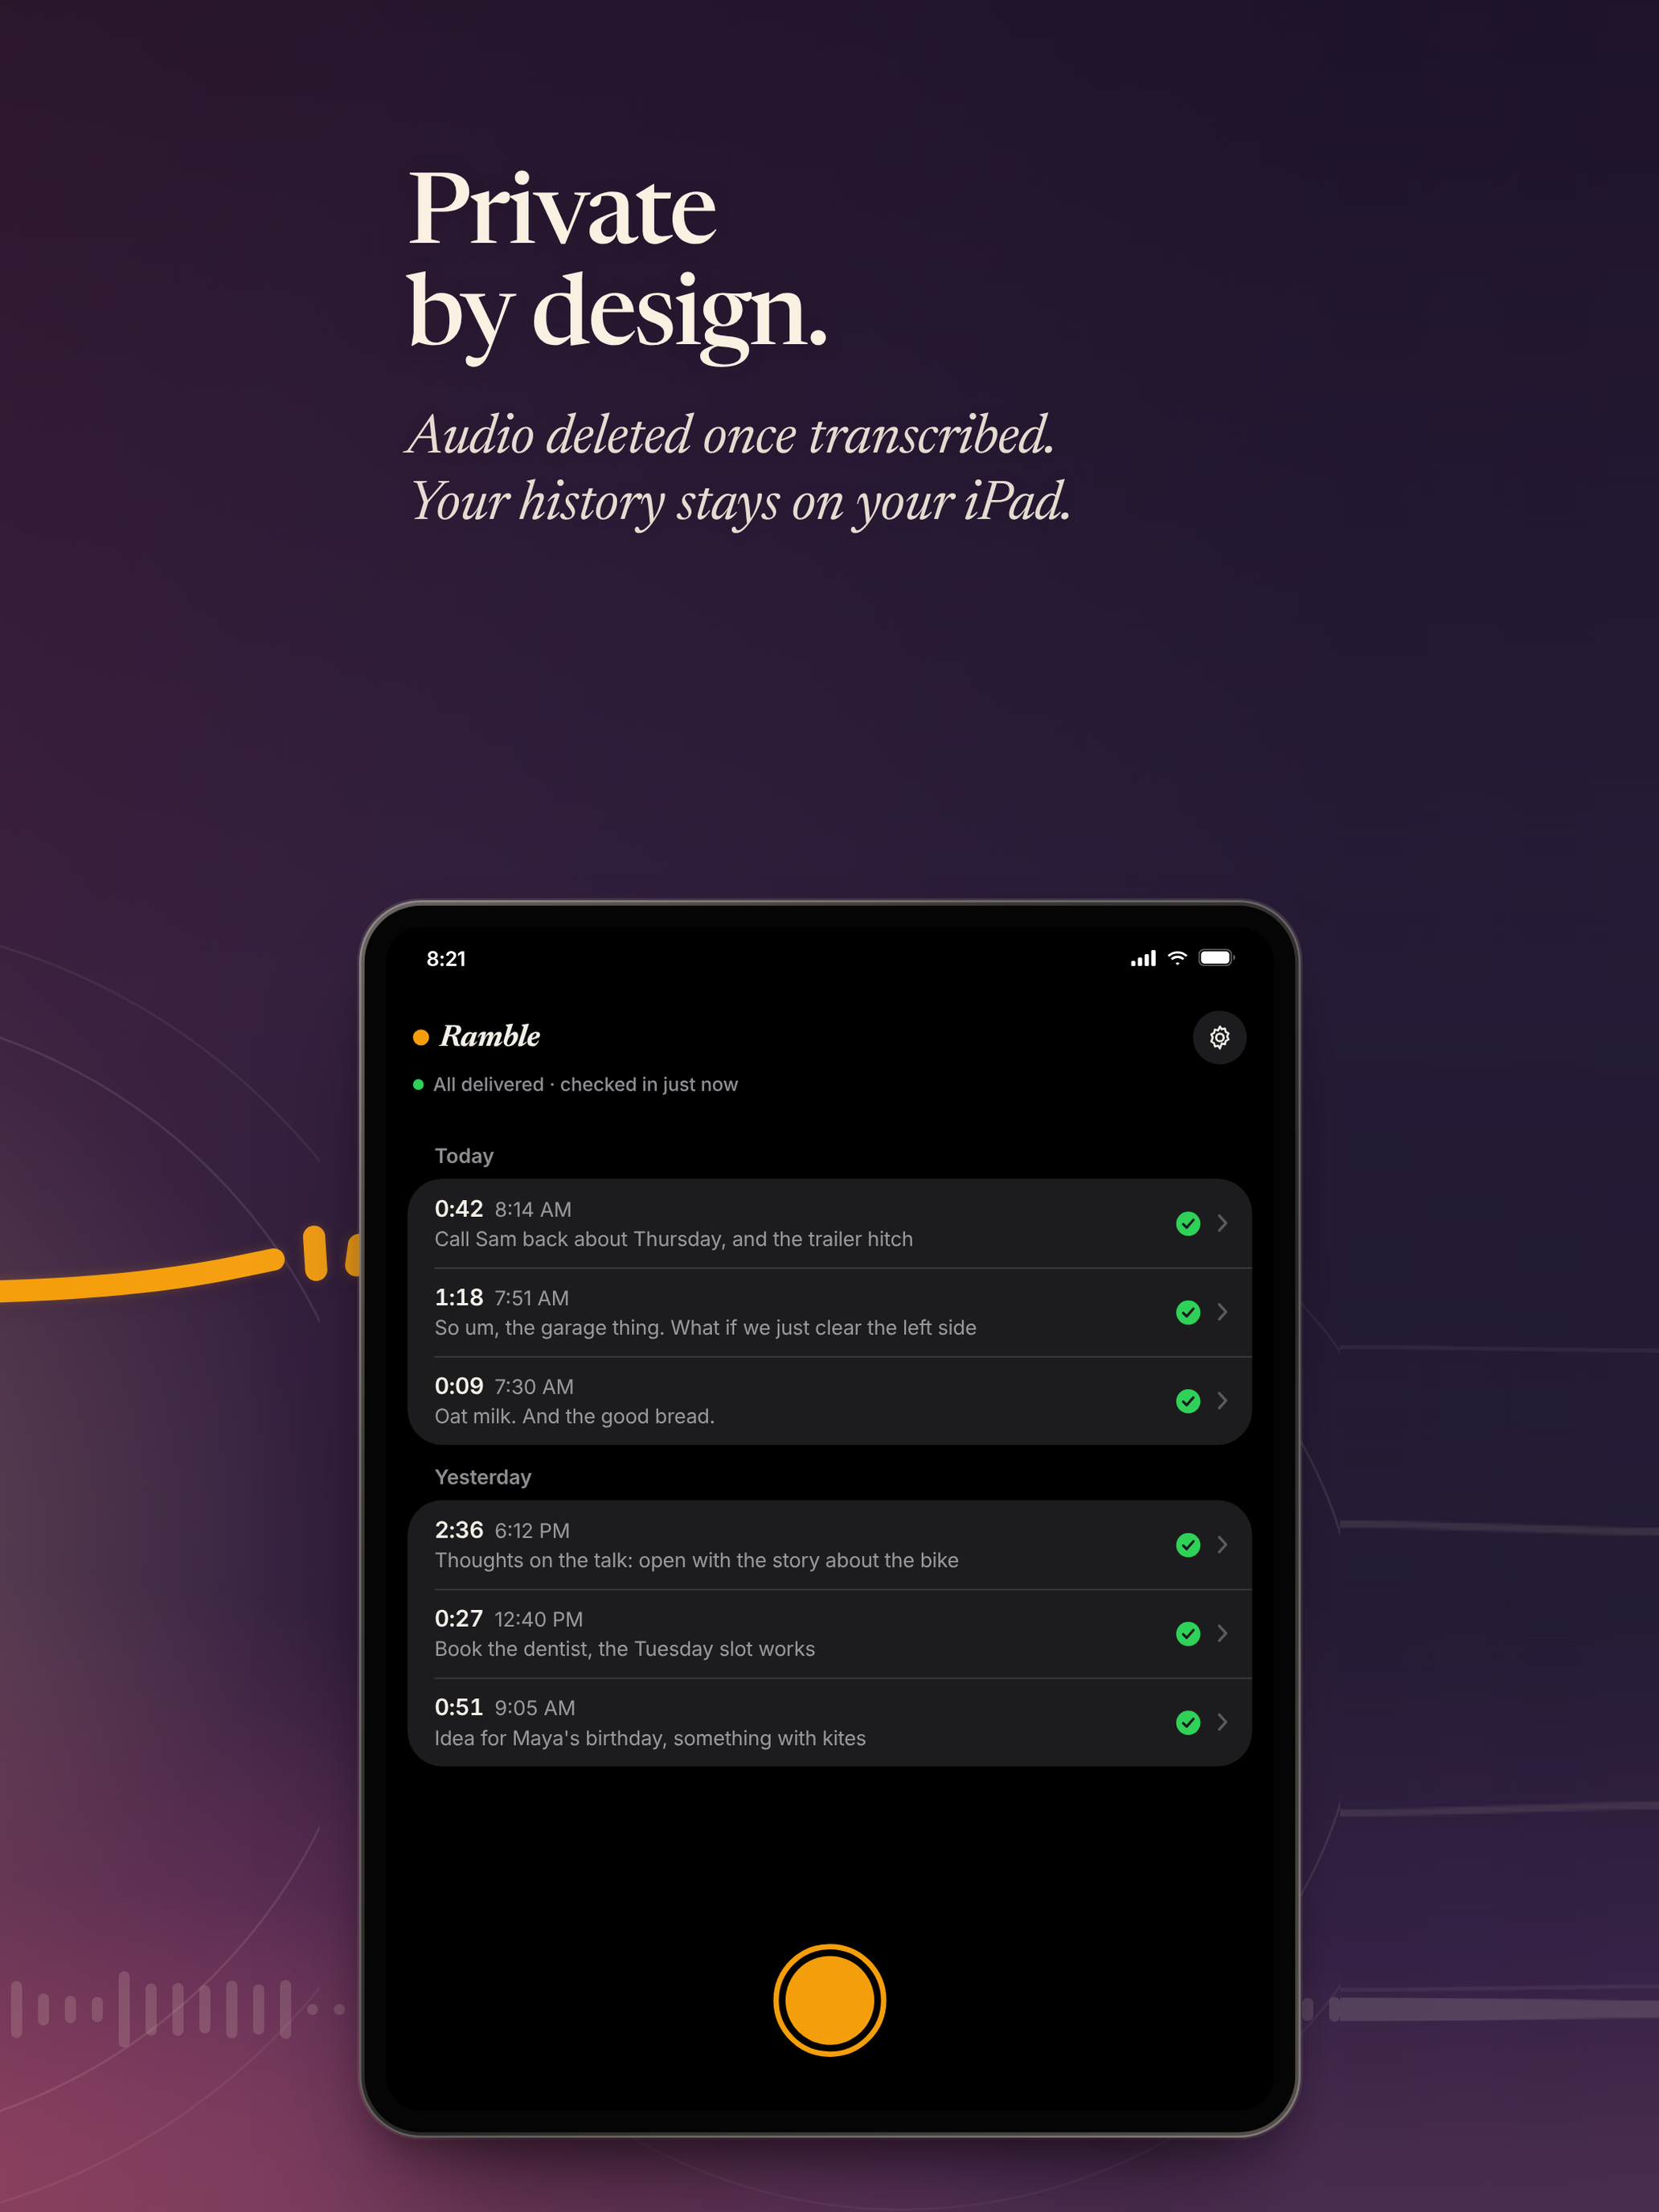 Private
by design.
Audio deleted once transcribed.
Your history stays on your iPad.
8:21
Ramble
All delivered · checked in just now
Today
0:42 8:14 AM
Call Sam back about Thursday, and the trailer hitch
1:18 7:51 AM
So um, the garage thing. What if we just clear the left side
0:09 7:30 AM
Oat milk. And the good bread.
Yesterday
2:36 6:12 PM
Thoughts on the talk: open with the story about the bike
0:27 12:40 PM
Book the dentist, the Tuesday slot works
0:51 9:05 AM
Idea for Maya's birthday, something with kites